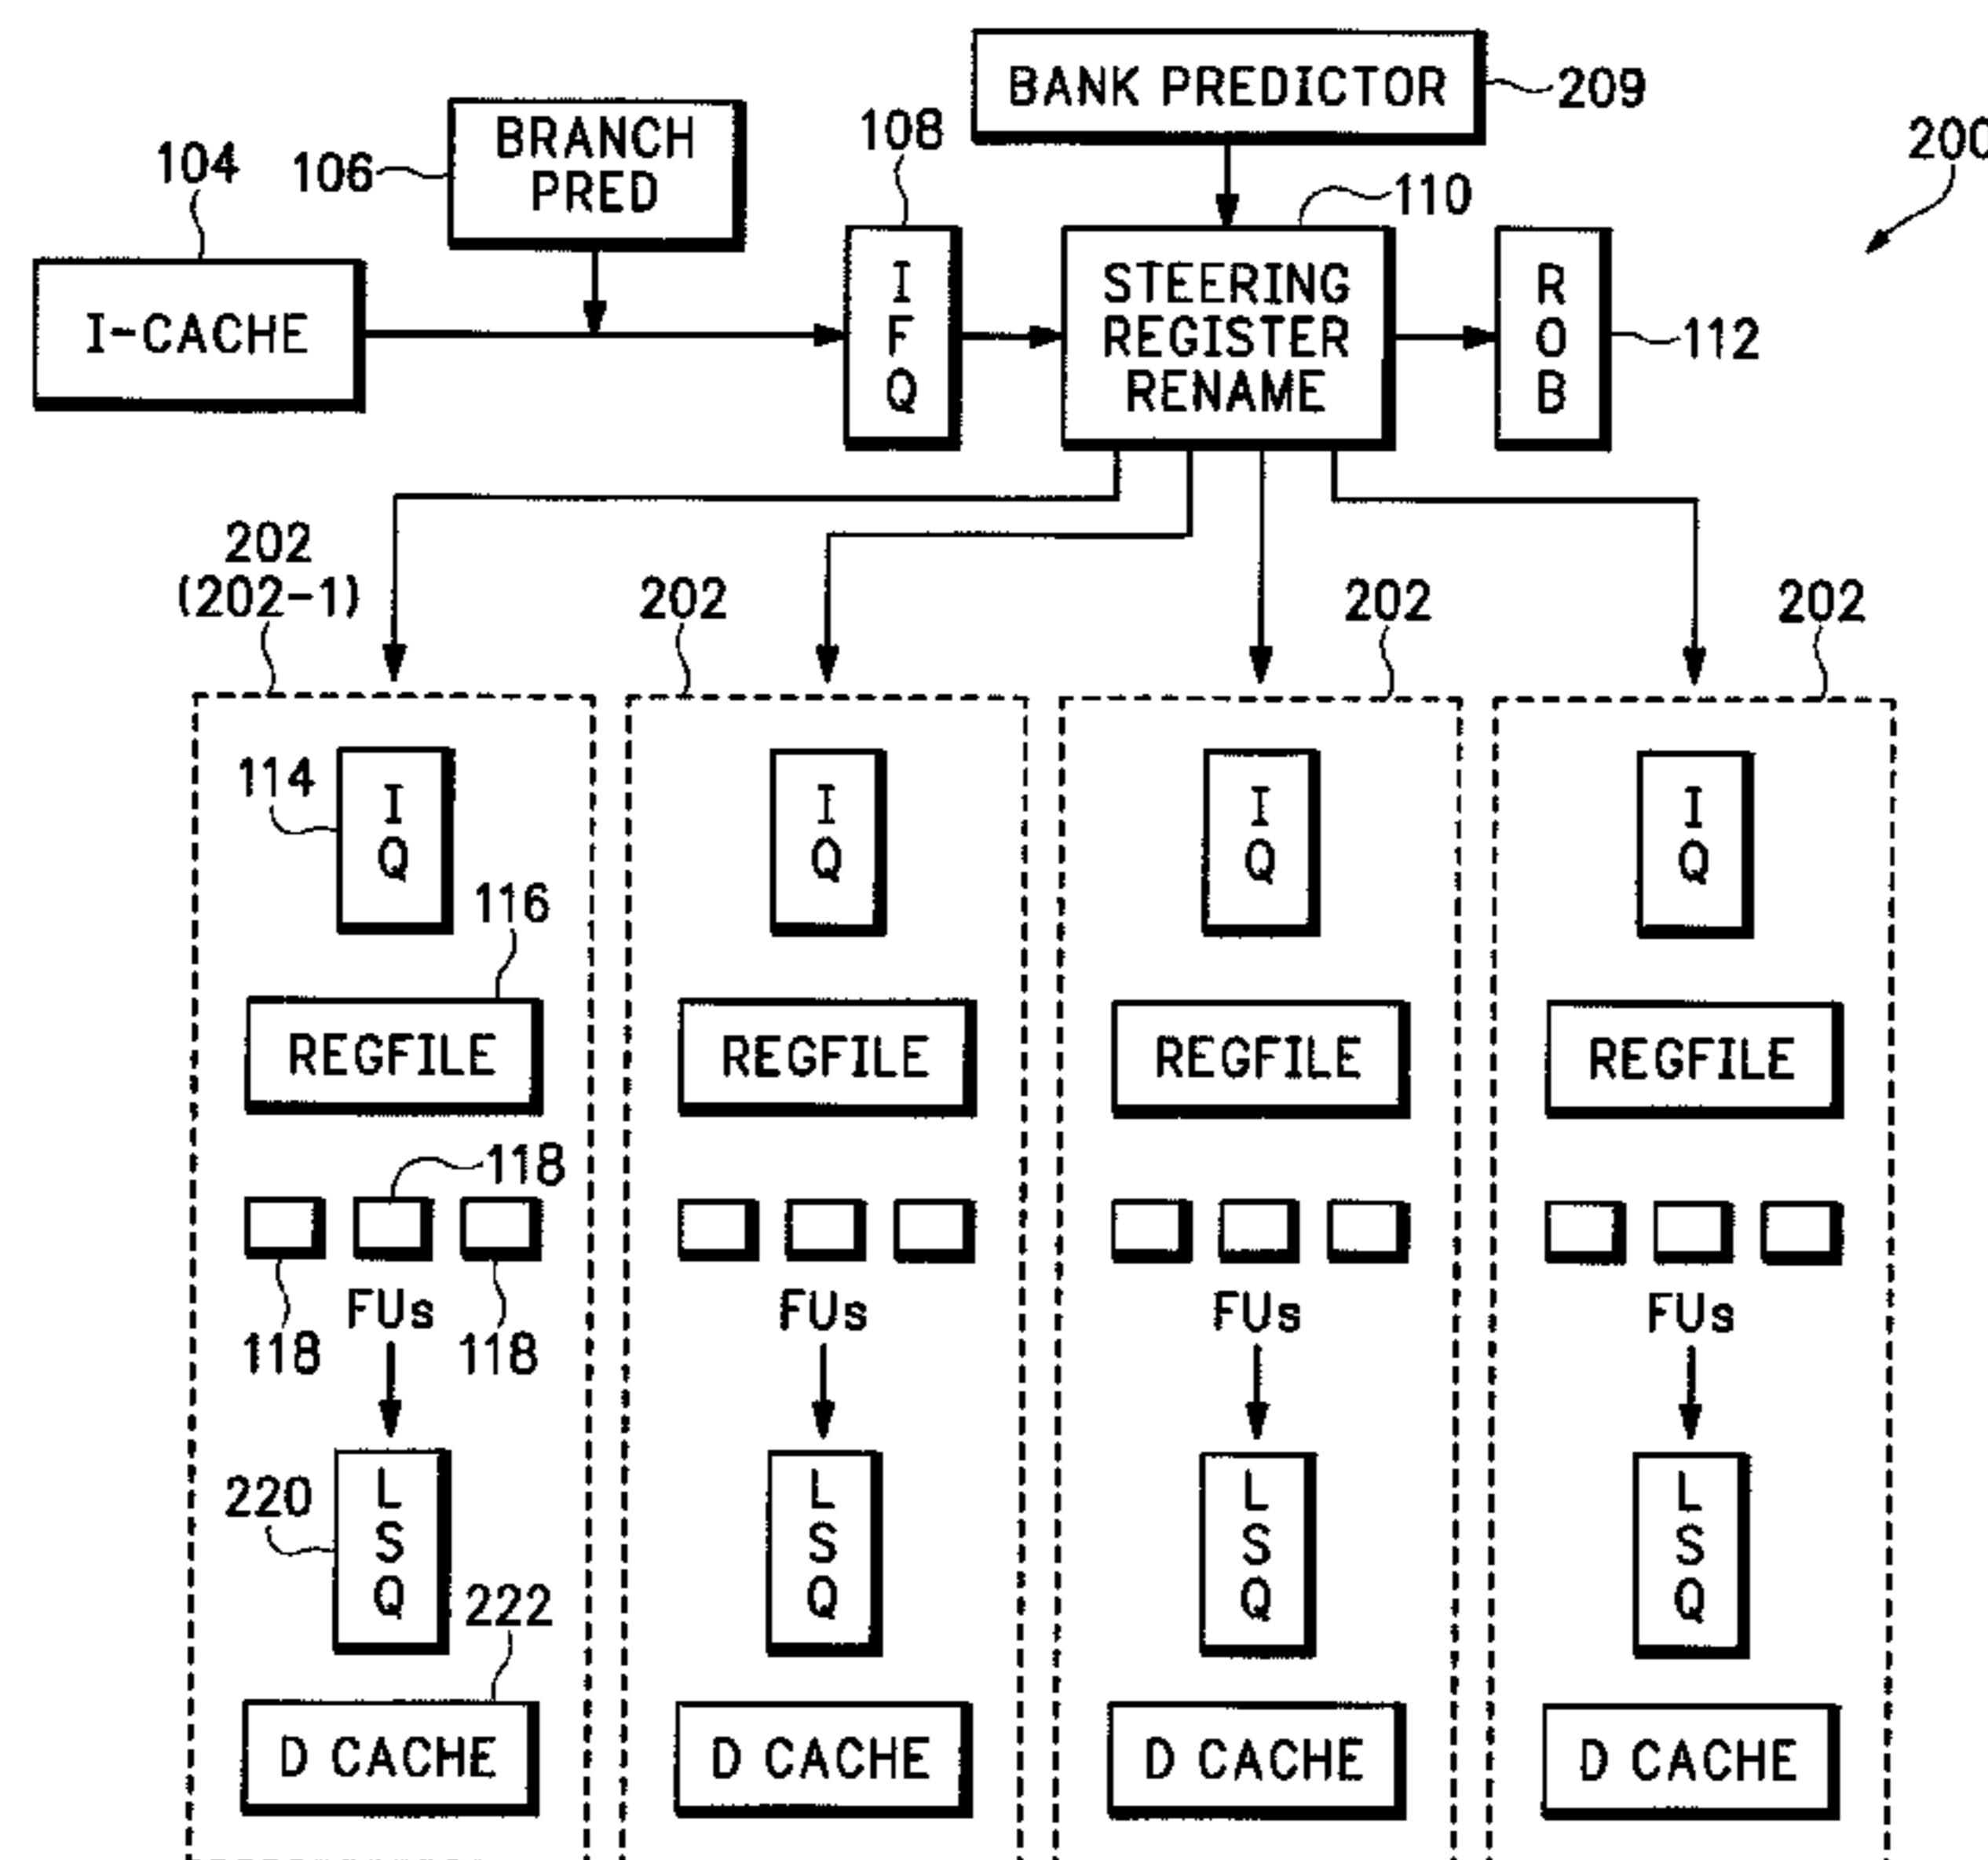 BANK PREDICTOR
209
BRANCH
PRED
106
104
108
110
200
I-CACHE
I
F
Q
STEERING
REGISTER
RENAME
R
O
B
112
202
(202-1)
202
202
202
114
I
Q
I
Q
I
Q
I
Q
116
REGFILE
REGFILE
REGFILE
REGFILE
118
FUs
118
118
FUs
FUs
FUs
220
L
S
Q
L
S
Q
L
S
Q
L
S
Q
222
D CACHE
D CACHE
D CACHE
D CACHE